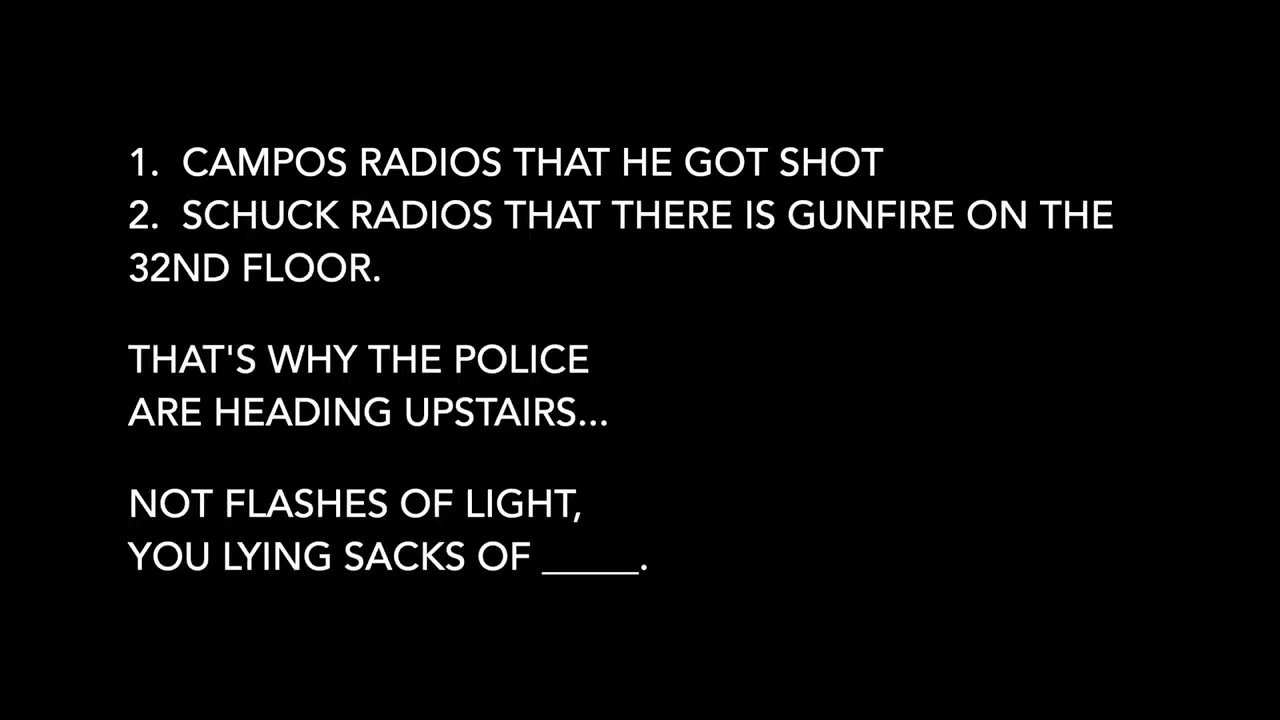 1. CAMPOS RADIOS THAT HE GOT SHOT
2. SCHUCK RADIOS THAT THERE IS GUNFIRE ON THE
32ND FLOOR.
THAT'S WHY THE POLICE
ARE HEADING UPSTAIRS...
NOT FLASHES OF LIGHT,
YOU LYING SACKS OF _____.